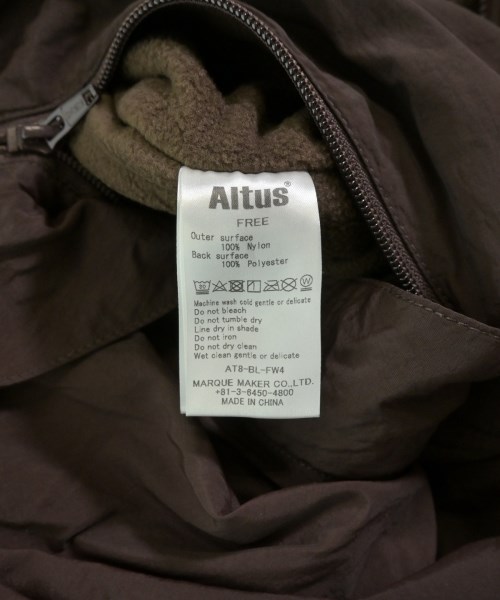 Altus®
FREE
Outer surface
100% Nylon
Back surface
100% Polyester
Machine wash cold gentle or delicate
Do not bleach
Do not tumble dry
Line dry in shade
Do not iron
Do not dry clean
Wet clean gentle or delicate
AT8-BL-FW4
MARQUE MAKER CO.,LTD.
+81-3-6450-4800
MADE IN CHINA